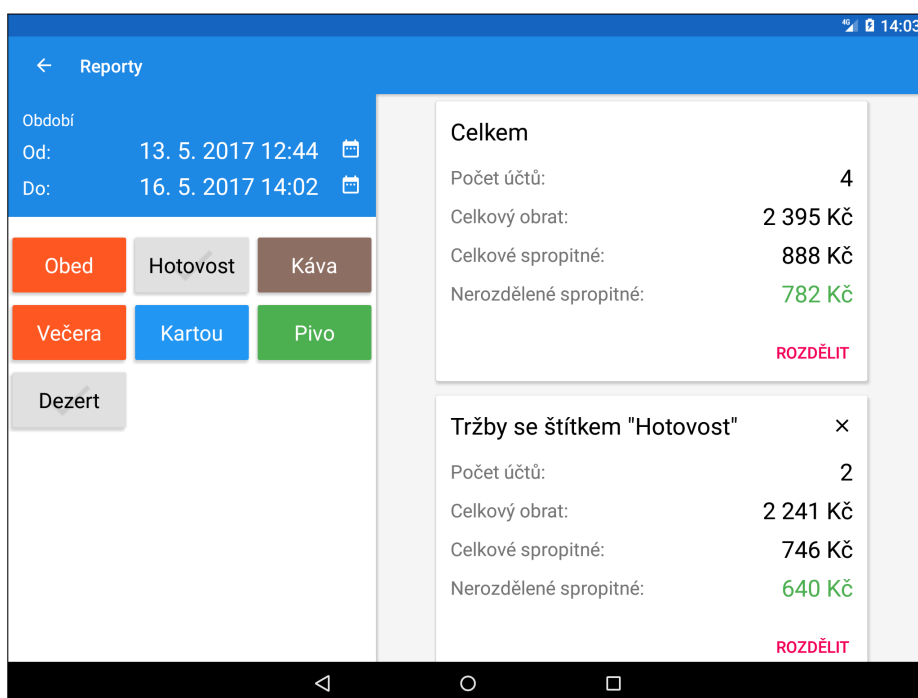 4G 14:03
Reporty
Období
Od: 13. 5. 2017 12:44
Do: 16. 5. 2017 14:02
Obed Hotovost Káva
Večera Kartou Pivo
Dezert
Celkem
Počet účtů: 4
Celkový obrat: 2 395 Kč
Celkové spropitné: 888 Kč
Nerozdělené spropitné: 782 Kč
ROZDĚLIT
Tržby se štítkem "Hotovost"
Počet účtů: 2
Celkový obrat: 2 241 Kč
Celkové spropitné: 746 Kč
Nerozdělené spropitné: 640 Kč
ROZDĚLIT